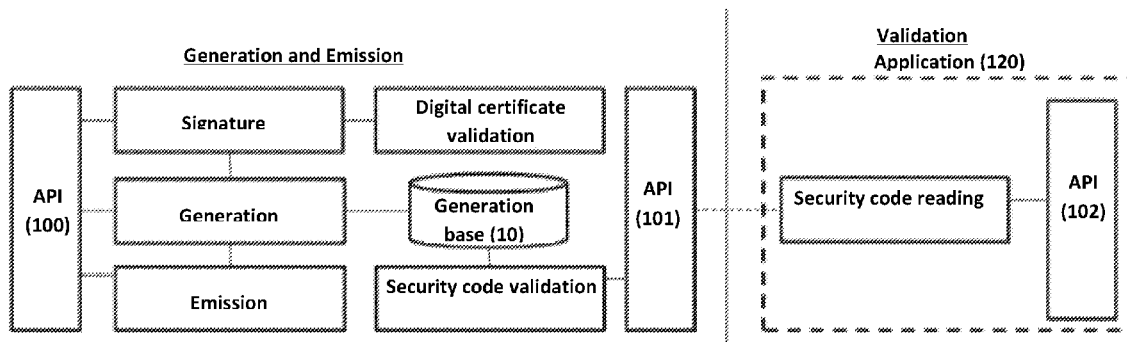 Generation and Emission
API
(100)
Signature
Digital certificate
validation
Generation
Generation
base (10)
Emission
Security code validation
API
(101)
Validation
Application (120)
Security code reading
API
(102)